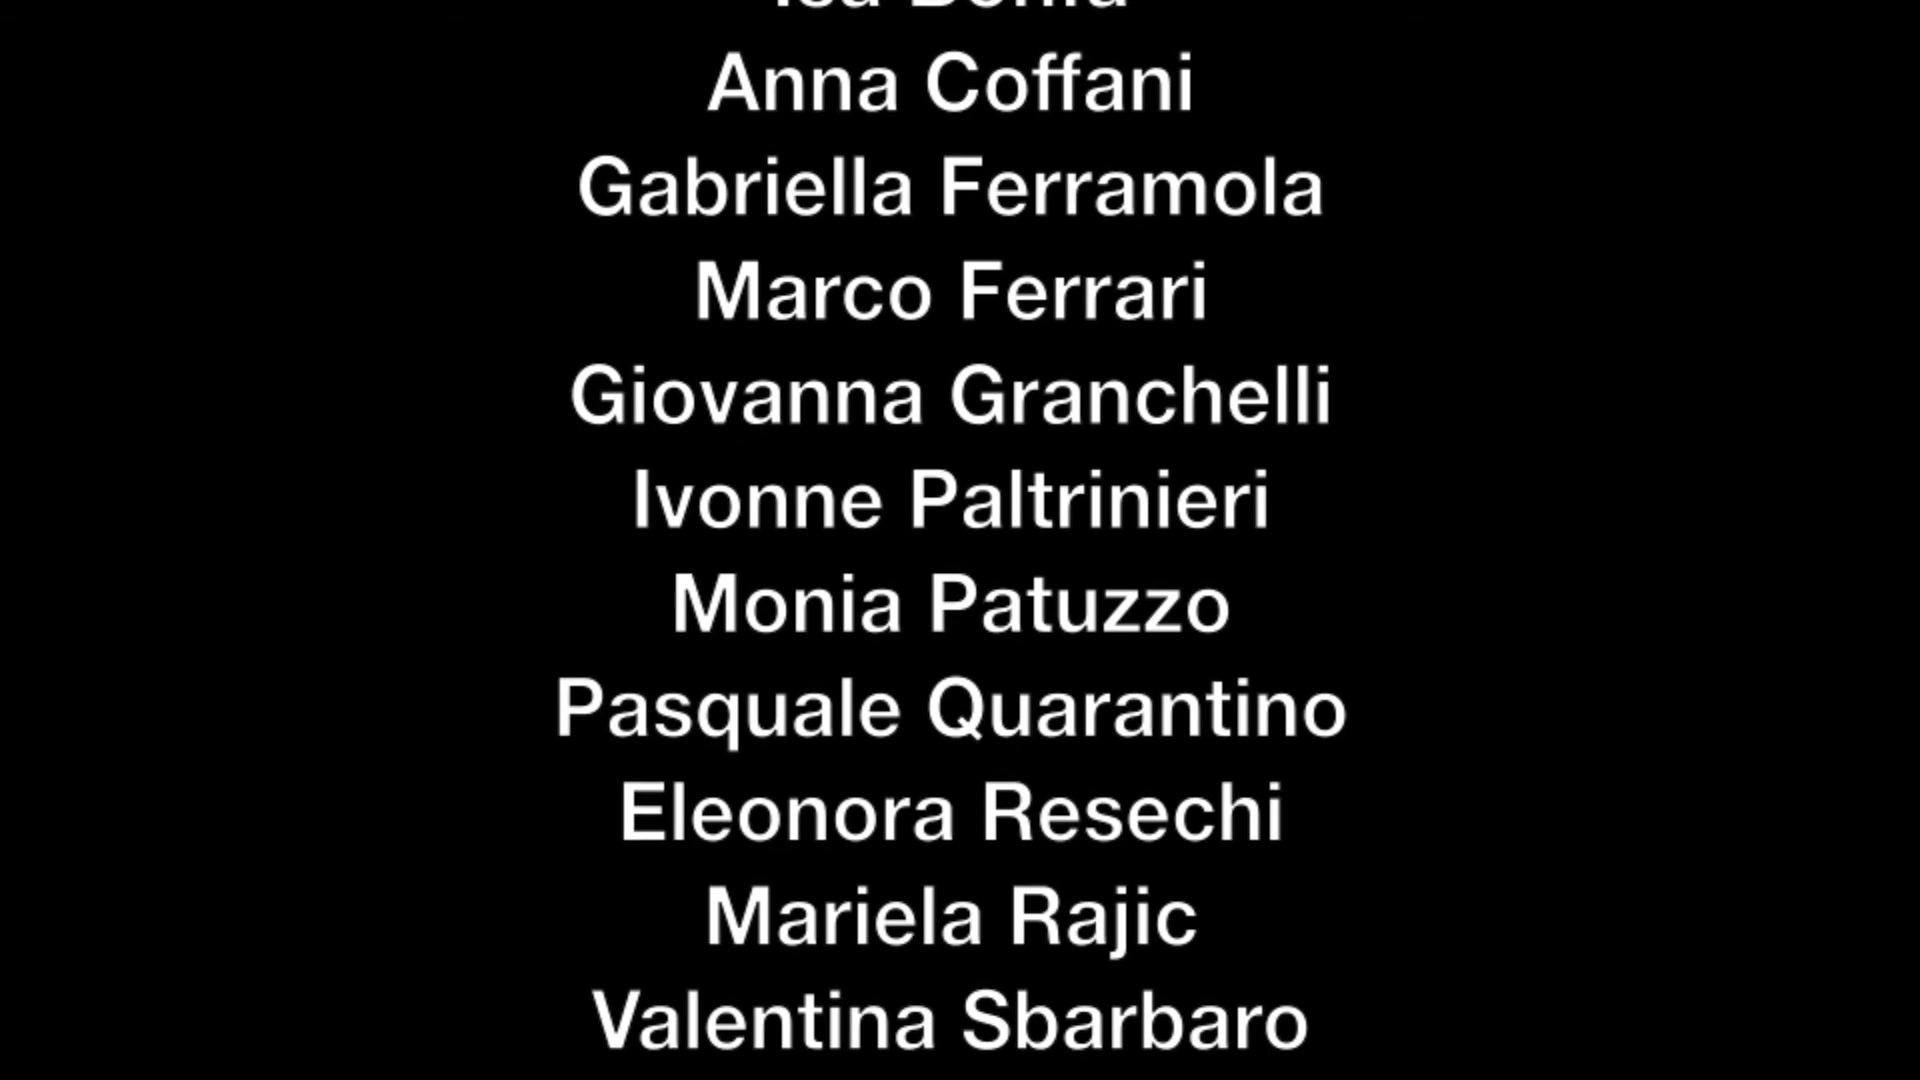 Anna Coffani
Gabriella Ferramola
Marco Ferrari
Giovanna Granchelli
Ivonne Paltrinieri
Monia Patuzzo
Pasquale Quarantino
Eleonora Resechi
Mariela Rajic
Valentina Sbarbaro